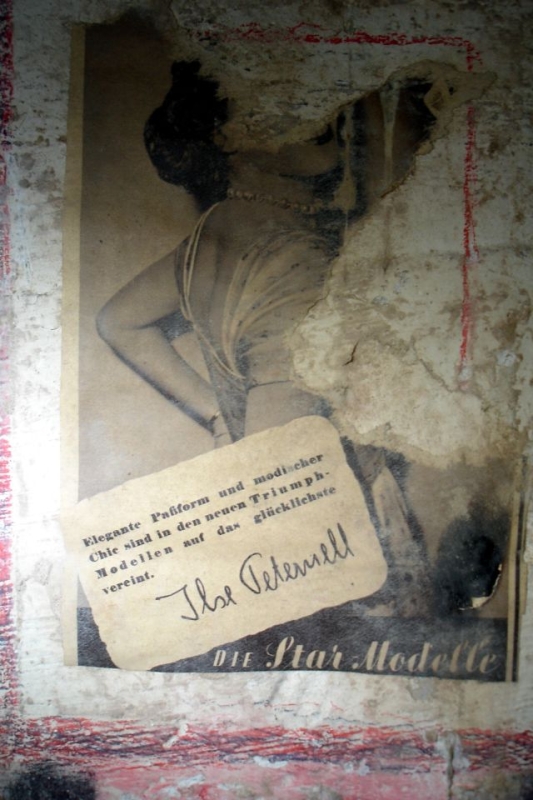 Elegante Paßform und modischer
Chic sind in den neuen Triumph-
Modellen auf das glücklichste
vereint.
Ilse Petersell
DIE Star Modelle